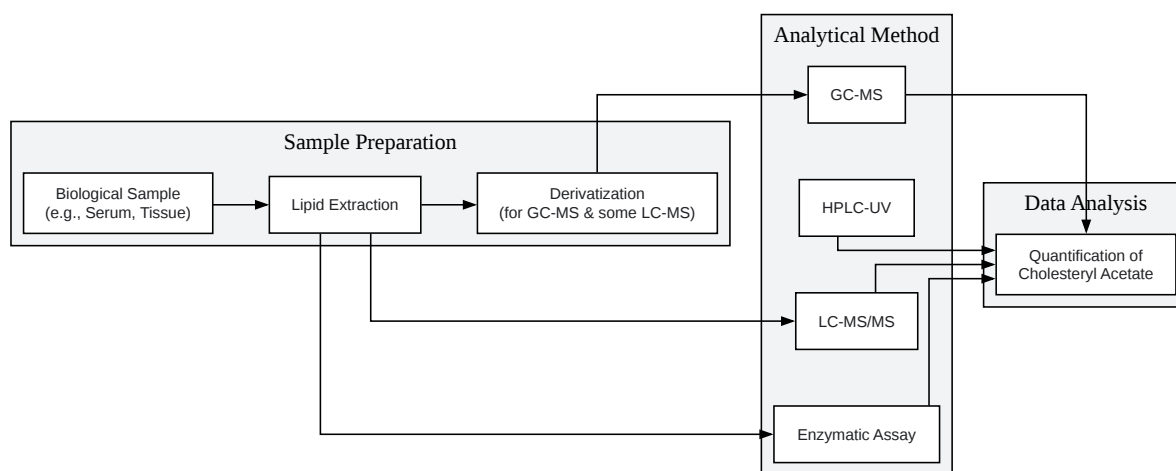 Analytical Method
GC-MS
Sample Preparation
Biological Sample
(e.g., Serum, Tissue)
Lipid Extraction
Derivatization
(for GC-MS & some LC-MS)
HPLC-UV
Data Analysis
Quantification of
Cholesteryl Acetate
LC-MS/MS
Enzymatic Assay